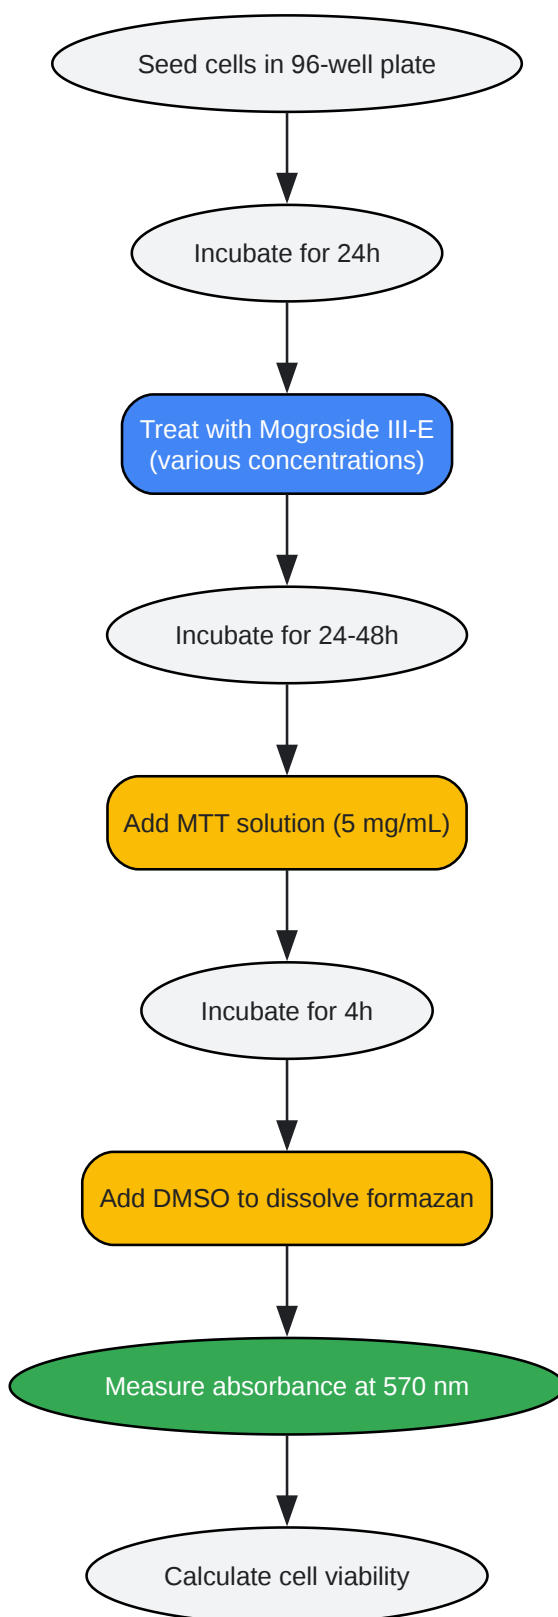 Seed cells in 96-well plate
Incubate for 24h
Treat with Mogroside III-E
(various concentrations)
Incubate for 24-48h
Add MTT solution (5 mg/mL)
Incubate for 4h
Add DMSO to dissolve formazan
Measure absorbance at 570 nm
Calculate cell viability